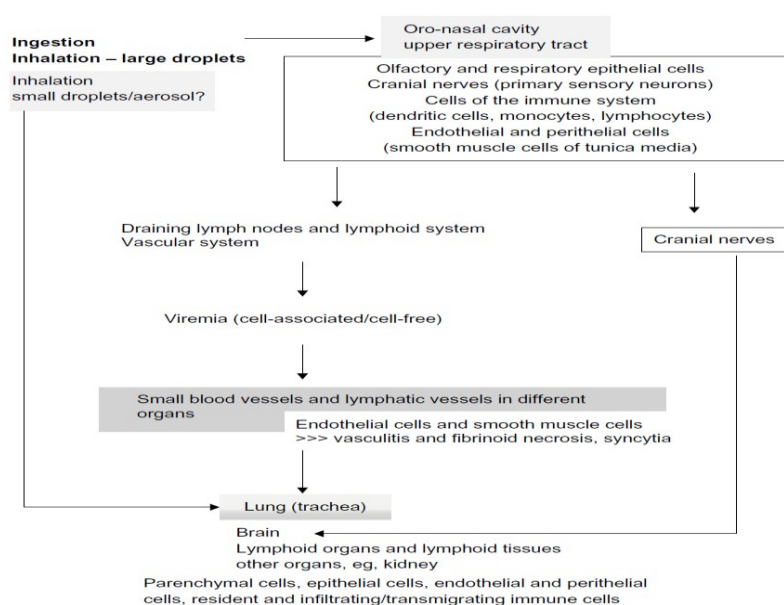 Ingestion
Inhalation – large droplets
Inhalation
small droplets/aerosol?
Oro-nasal cavity
upper respiratory tract
Olfactory and respiratory epithelial cells
Cranial nerves (primary sensory neurons)
Cells of the immune system
(dendritic cells, monocytes, lymphocytes)
Endothelial and perithelial cells
(smooth muscle cells of tunica media)
Draining lymph nodes and lymphoid system
Vascular system
Cranial nerves
Viremia (cell-associated/cell-free)
Small blood vessels and lymphatic vessels in different
organs
Endothelial cells and smooth muscle cells
>>> vasculitis and fibrinoid necrosis, syncytia
Lung (trachea)
Brain
Lymphoid organs and lymphoid tissues
other organs, eg, kidney
Parenchymal cells, epithelial cells, endothelial and perithelial
cells, resident and infiltrating/transmigrating immune cells